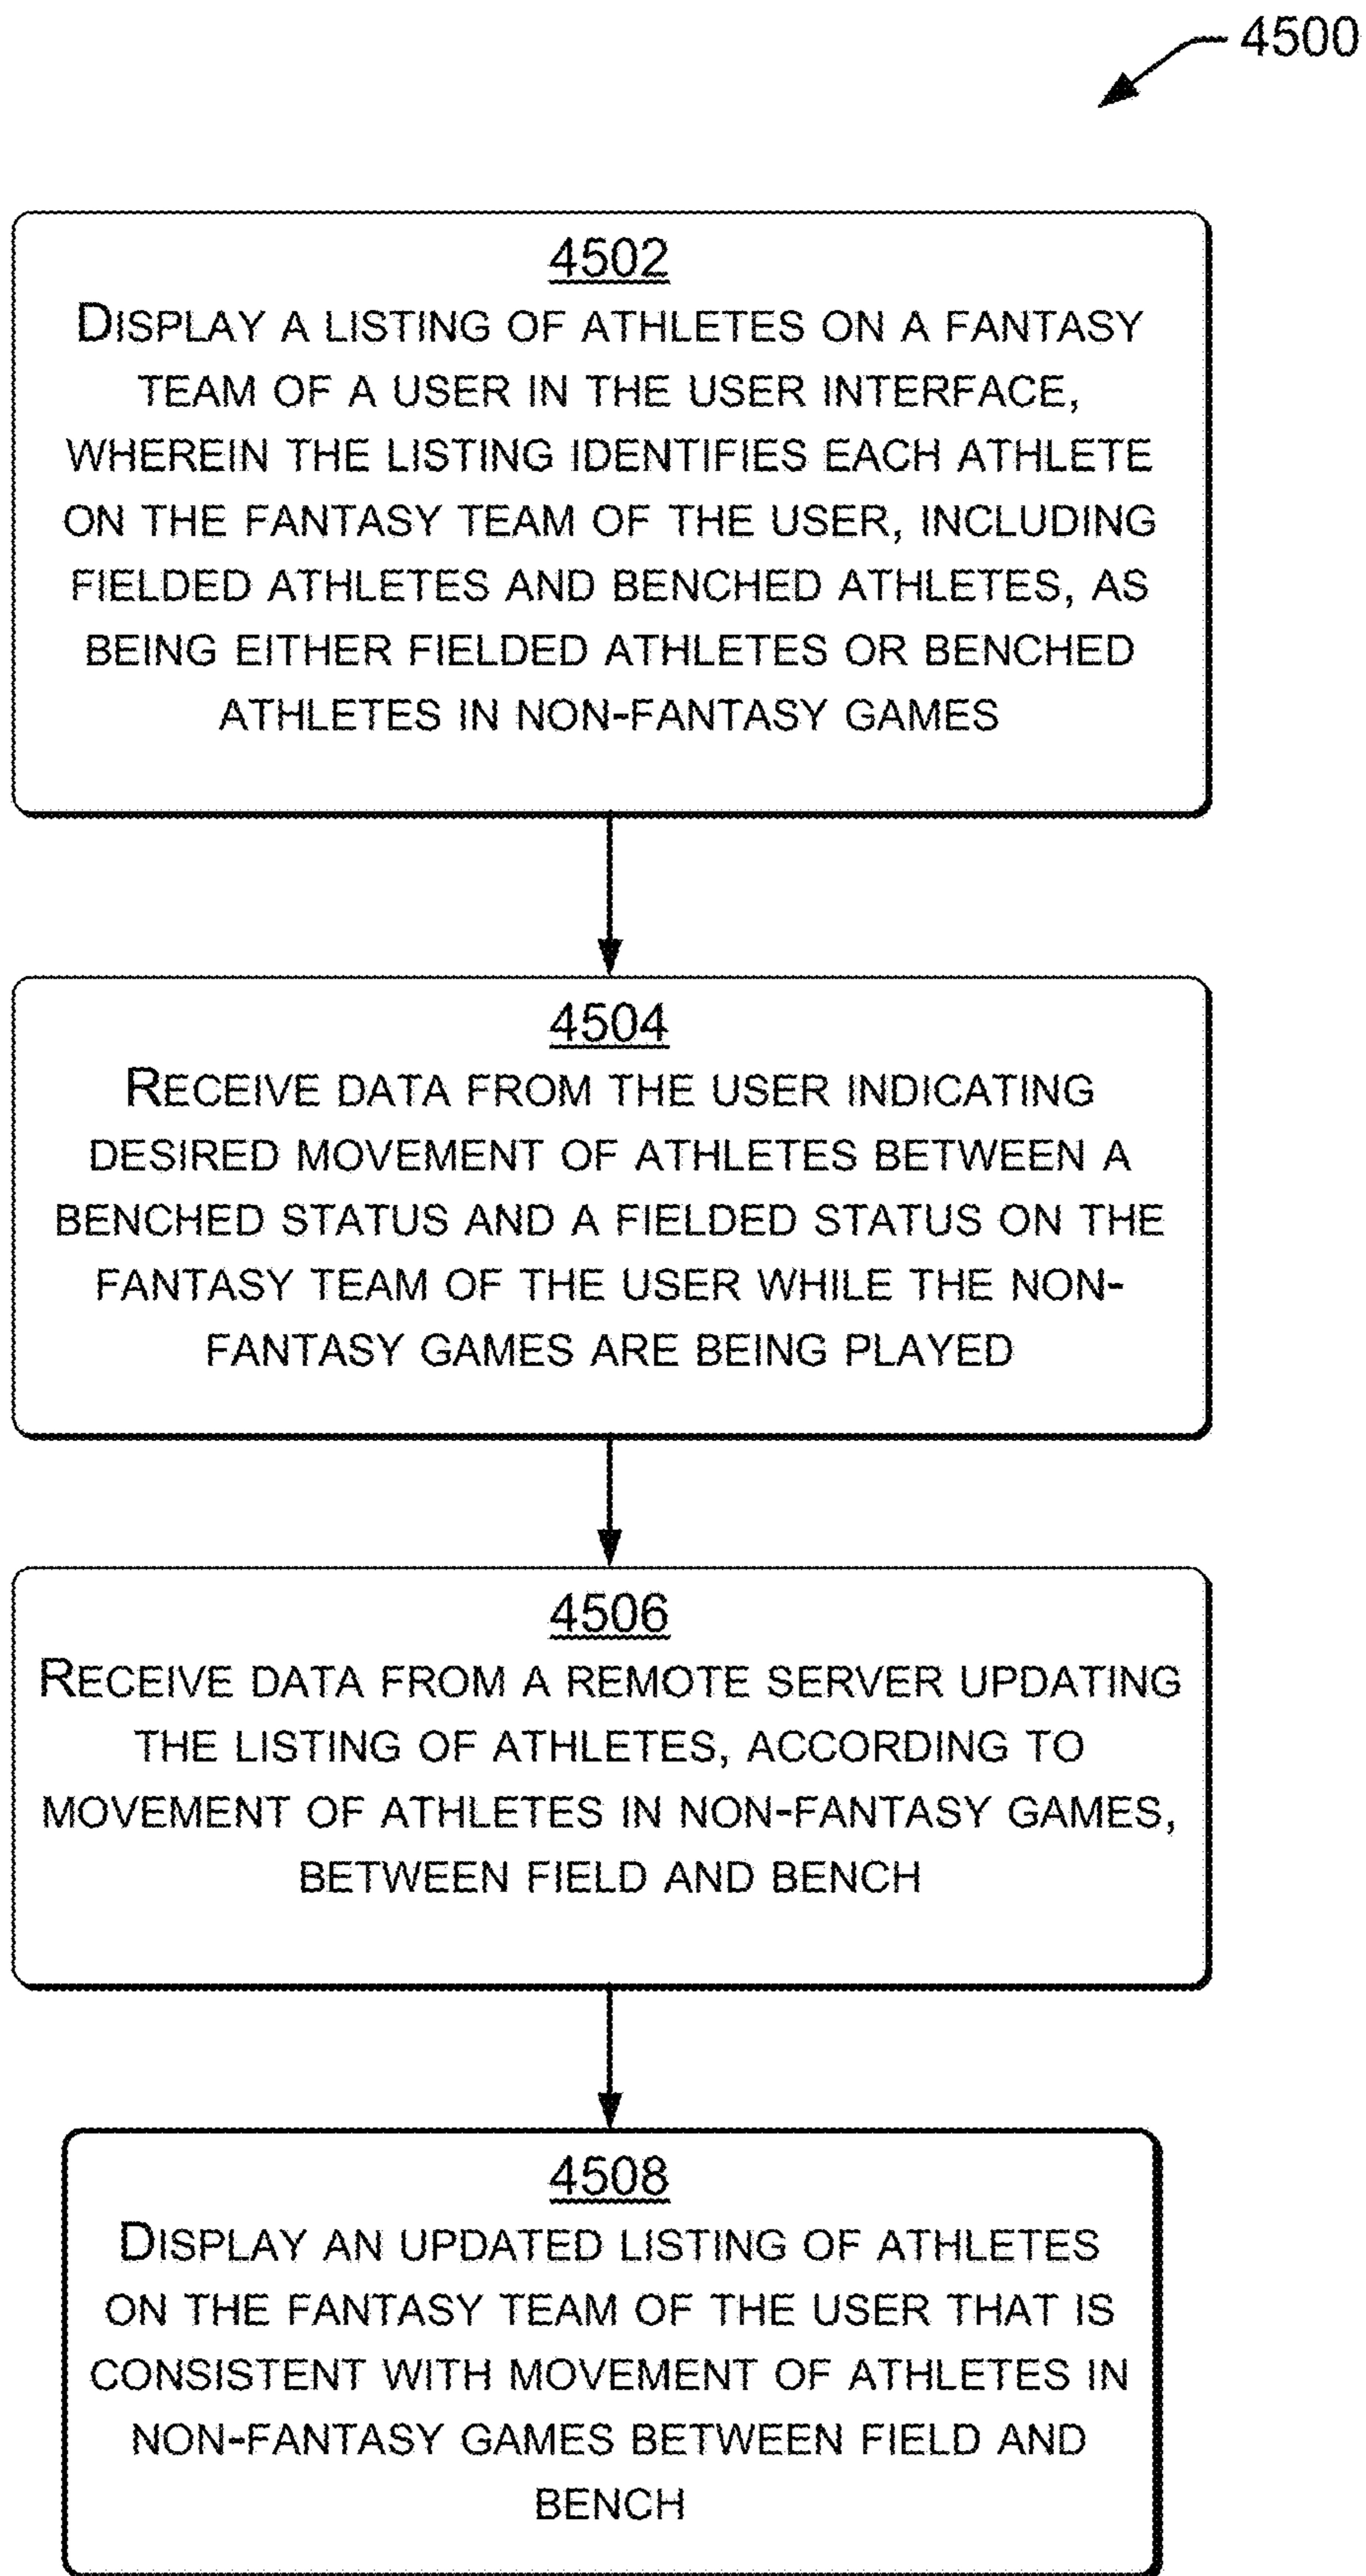 4500
4502
DISPLAY A LISTING OF ATHLETES ON A FANTASY
TEAM OF A USER IN THE USER INTERFACE,
WHEREIN THE LISTING IDENTIFIES EACH ATHLETE
ON THE FANTASY TEAM OF THE USER, INCLUDING
FIELDED ATHLETES AND BENCHED ATHLETES, AS
BEING EITHER FIELDED ATHLETES OR BENCHED
ATHLETES IN NON-FANTASY GAMES
4504
RECEIVE DATA FROM THE USER INDICATING
DESIRED MOVEMENT OF ATHLETES BETWEEN A
BENCHED STATUS AND A FIELDED STATUS ON THE
FANTASY TEAM OF THE USER WHILE THE NON-
FANTASY GAMES ARE BEING PLAYED
4506
RECEIVE DATA FROM A REMOTE SERVER UPDATING
THE LISTING OF ATHLETES, ACCORDING TO
MOVEMENT OF ATHLETES IN NON-FANTASY GAMES,
BETWEEN FIELD AND BENCH
4508
DISPLAY AN UPDATED LISTING OF ATHLETES
ON THE FANTASY TEAM OF THE USER THAT IS
CONSISTENT WITH MOVEMENT OF ATHLETES IN
NON-FANTASY GAMES BETWEEN FIELD AND
BENCH